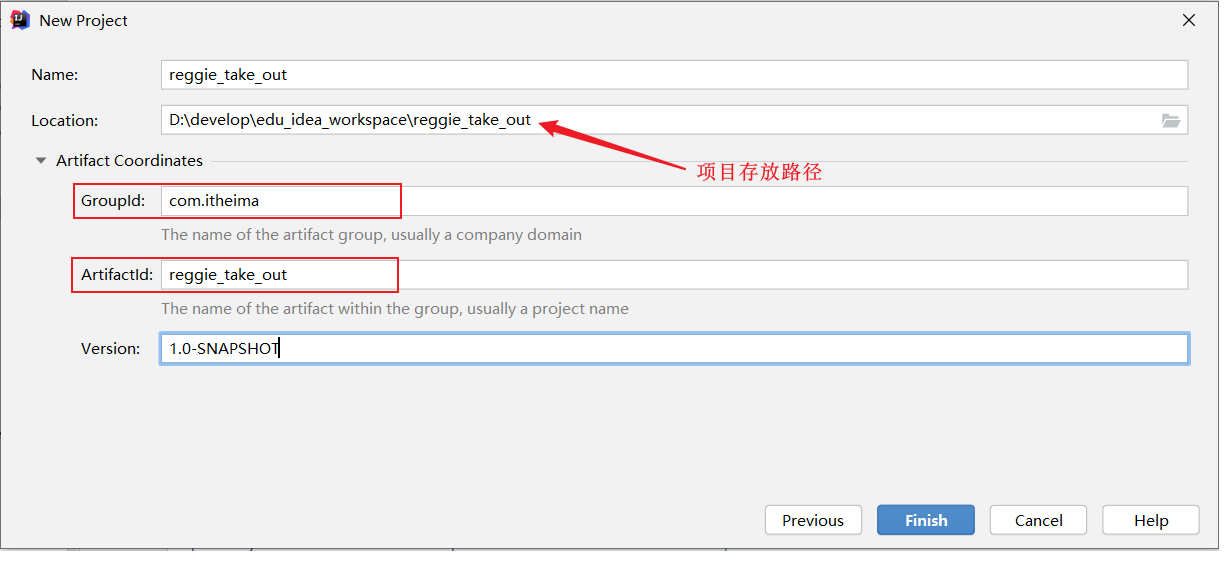 New Project
Name: reggie_take_out
Location: D:\develop\edu_idea_workspace\reggie_take_out
Artifact Coordinates
项目存放路径
GroupId: com.itheima
The name of the artifact group, usually a company domain
ArtifactId: reggie_take_out
The name of the artifact within the group, usually a project name
Version: 1.0-SNAPSHOT
Previous Finish Cancel Help